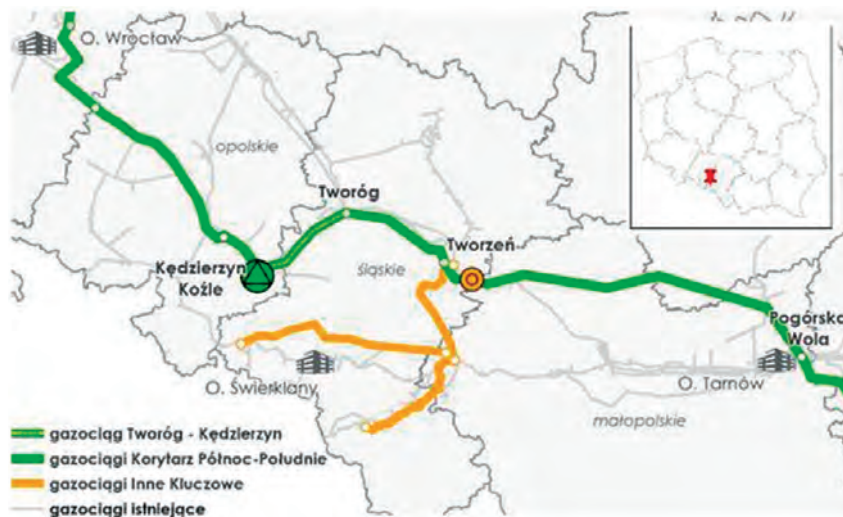 O. Wrocław
opolskie
Tworóg
Tworzeń
śląskie
Kędzierzyn
Koźle
Pogórska
Wola
O. Świerklany
O. Tarnów
małopolskie
gazociąg Tworóg - Kędzierzyn
gazociągi Korytarz Północ-Południe
gazociągi Inne Kluczowe
gazociągi istniejące